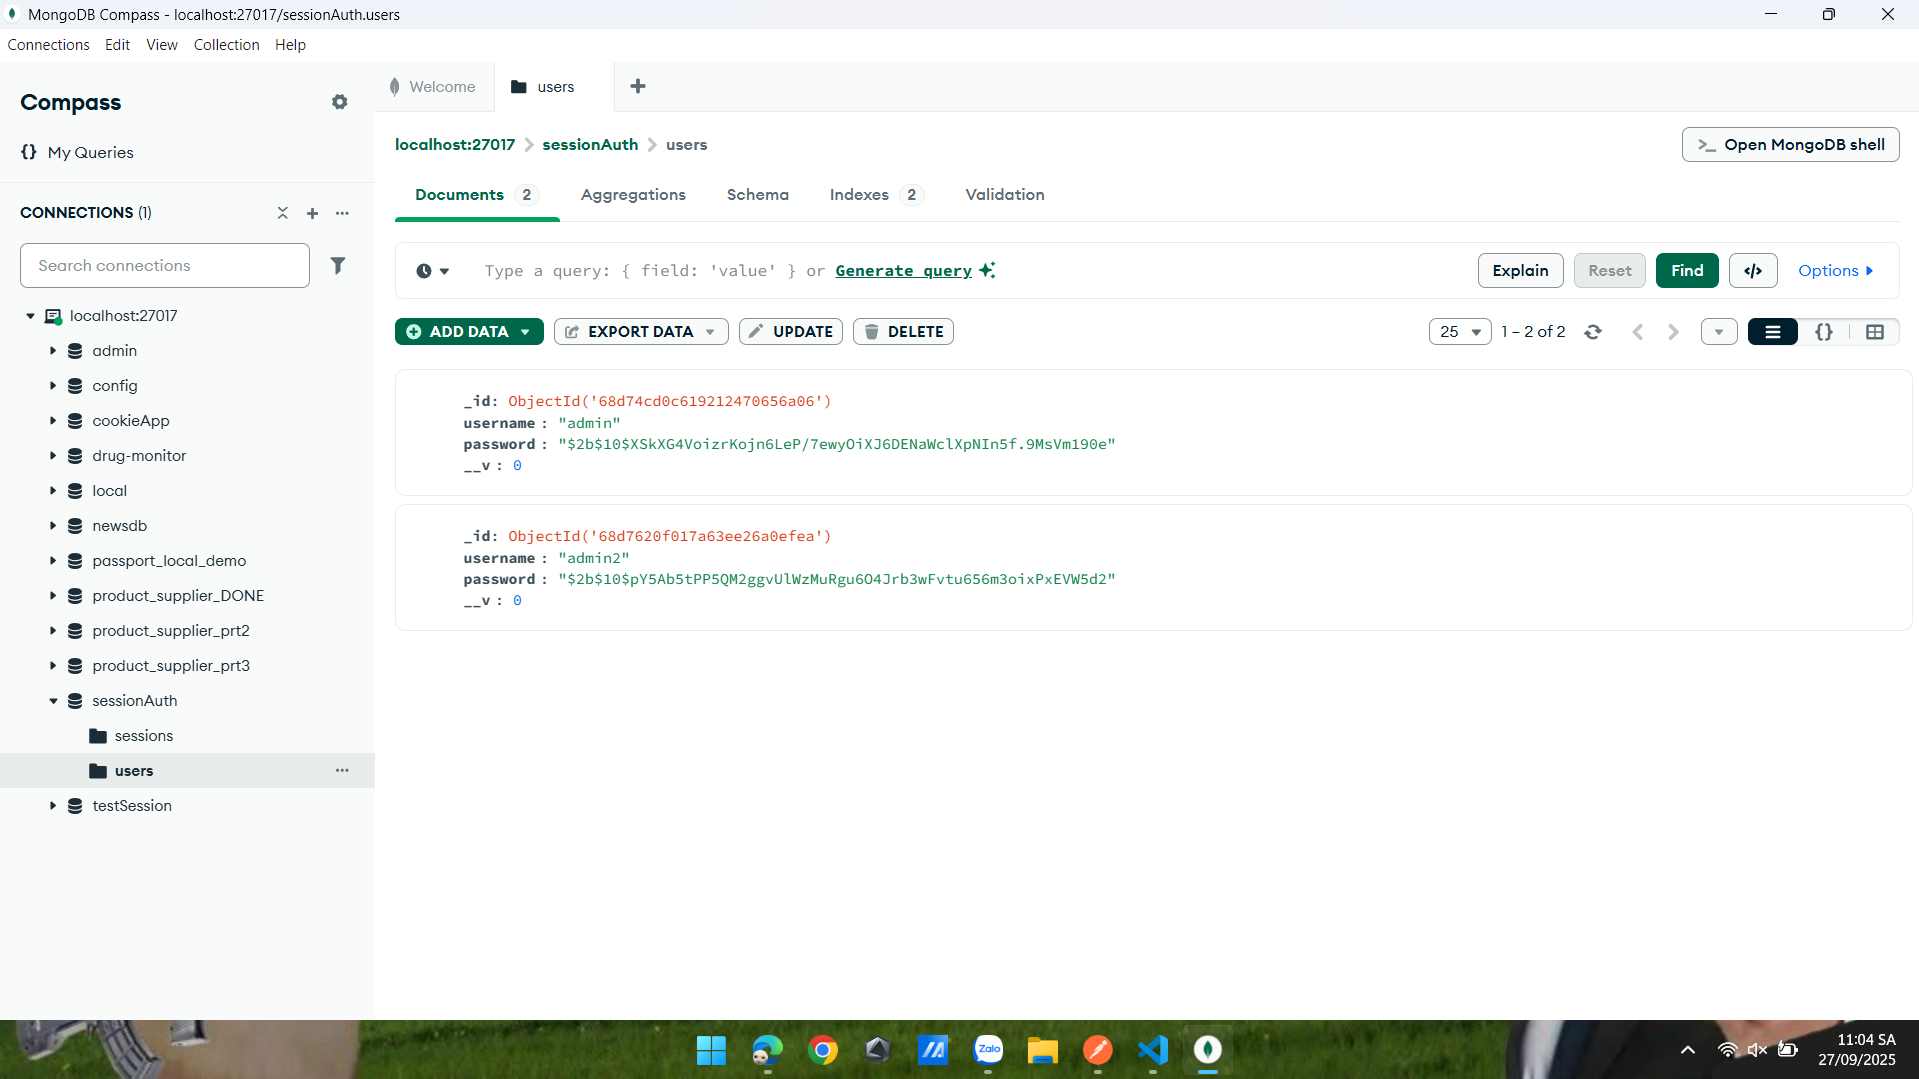 MongoDB Compass - localhost:27017/sessionAuth.users
Connections Edit View Collection Help
Compass
My Queries
CONNECTIONS (1)
Search connections
localhost:27017
admin
config
cookieApp
drug-monitor
local
newsdb
passport_local_demo
product_supplier_DONE
product_supplier_prt2
product_supplier_prt3
sessionAuth
sessions
users
testSession
Welcome
users
localhost:27017 > sessionAuth > users
>_ Open MongoDB shell
Documents 2 Aggregations Schema Indexes 2 Validation
Type a query: { field: 'value' } or Generate query
Explain Reset Find </> Options
ADD DATA EXPORT DATA UPDATE DELETE
25 1 – 2 of 2 {}
_id: ObjectId('68d74cd0c619212470656a06')
username : "admin"
password : "$2b$10$XSkXG4VoizrKojn6LeP/7ewyOiXJ6DENaWclXpNIn5f.9MsVm190e"
__v : 0
_id: ObjectId('68d7620f017a63ee26a0efea')
username : "admin2"
password : "$2b$10$pY5Ab5tPP5QM2ggvUlWzMuRgu6O4Jrb3wFvtu656m3oixPxEVW5d2"
__v : 0
Zalo
11:04 SA
27/09/2025